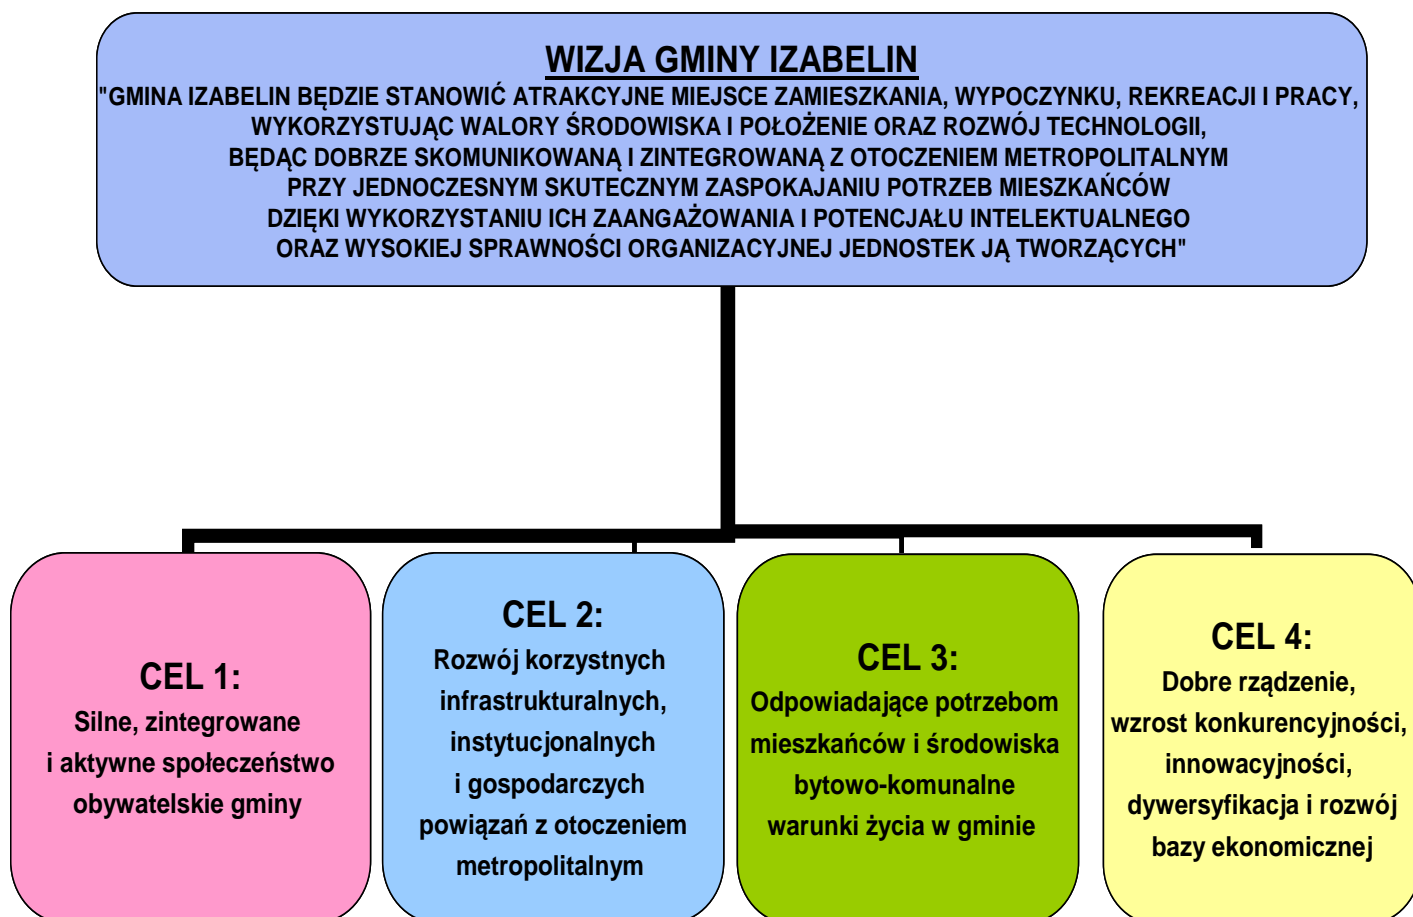 WIZJA GMINY IZABELIN
"GMINA IZABELIN BĘDZIE STANOWIĆ ATRAKCYJNE MIEJSCE ZAMIESZKANIA, WYPOCZYNKU, REKREACJI I PRACY,
WYKORZYSTUJĄC WALORY ŚRODOWISKA I POŁOŻENIE ORAZ ROZWÓJ TECHNOLOGII,
BĘDĄC DOBRZE SKOMUNIKOWANĄ I ZINTEGROWANĄ Z OTOCZENIEM METROPOLITALNYM
PRZY JEDNOCZESNYM SKUTECZNYM ZASPOKAJANIU POTRZEB MIESZKAŃCÓW
DZIĘKI WYKORZYSTANIU ICH ZAANGAŻOWANIA I POTENCJAŁU INTELEKTUALNEGO
ORAZ WYSOKIEJ SPRAWNOŚCI ORGANIZACYJNEJ JEDNOSTEK JĄ TWORZĄCYCH"
CEL 1:
Silne, zintegrowane
i aktywne społeczeństwo
obywatelskie gminy
CEL 2:
Rozwój korzystnych
infrastrukturalnych,
instytucjonalnych
i gospodarczych
powiązań z otoczeniem
metropolitalnym
CEL 3:
Odpowiadające potrzebom
mieszkańców i środowiska
bytowo-komunalne
warunki życia w gminie
CEL 4:
Dobre rządzenie,
wzrost konkurencyjności,
innowacyjności,
dywersyfikacja i rozwój
bazy ekonomicznej